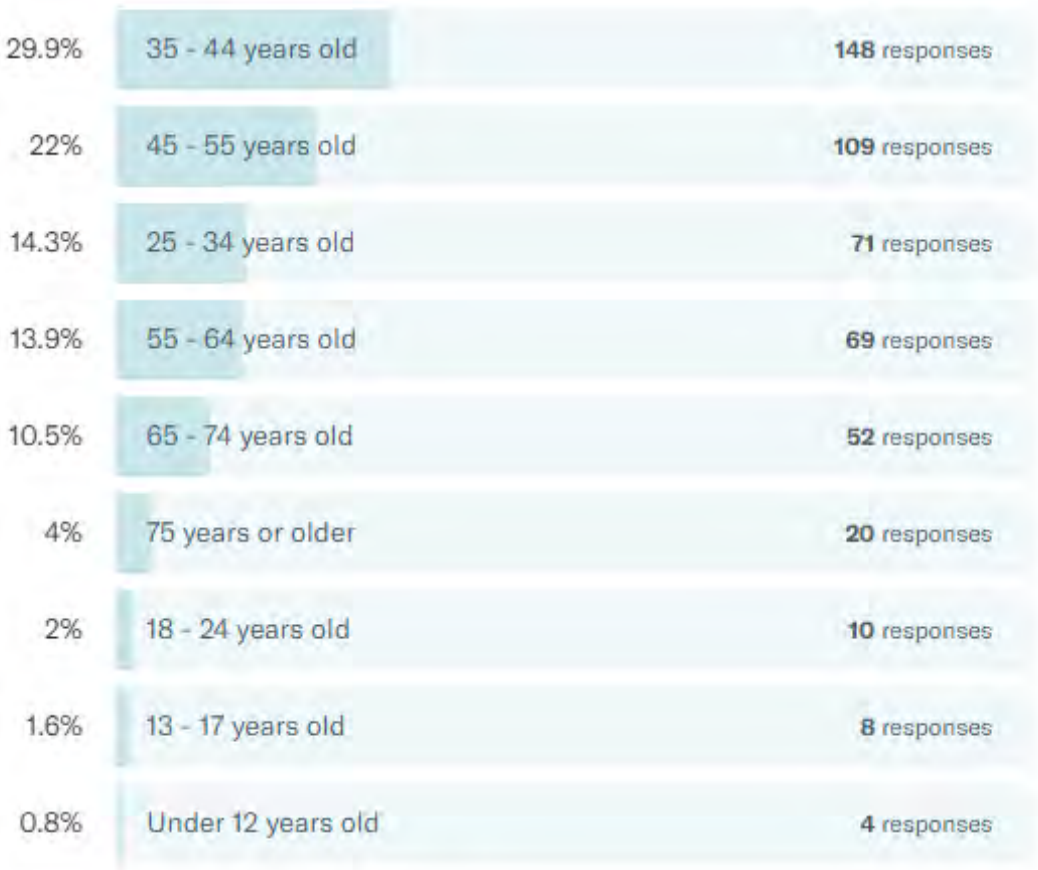 29.9% 35 - 44 years old 148 responses
22% 45 - 55 years old 109 responses
14.3% 25 - 34 years old 71 responses
13.9% 55 - 64 years old 69 responses
10.5% 65 - 74 years old 52 responses
4% 75 years or older 20 responses
2% 18 - 24 years old 10 responses
1.6% 13 - 17 years old 8 responses
0.8% Under 12 years old 4 responses